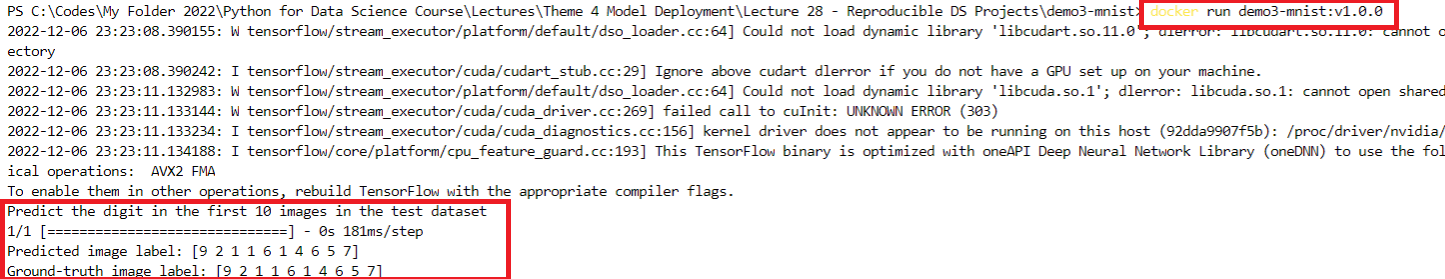 PS C:\Codes\My Folder 2022\Python for Data Science Course\Lectures\Theme 4 Model Deployment\Lecture 28 - Reproducible DS Projects\demo3-mnist> docker run demo3-mnist:v1.0.0
2022-12-06 23:23:08.390155: W tensorflow/stream_executor/platform/default/dso_loader.cc:64] Could not load dynamic library 'libcudart.so.11.0'; dlerror: libcudart.so.11.0: cannot o
ectory
2022-12-06 23:23:08.390242: I tensorflow/stream_executor/cuda/cudart_stub.cc:29] Ignore above cudart dlerror if you do not have a GPU set up on your machine.
2022-12-06 23:23:11.132983: W tensorflow/stream_executor/platform/default/dso_loader.cc:64] Could not load dynamic library 'libcuda.so.1'; dlerror: libcuda.so.1: cannot open shared
2022-12-06 23:23:11.133144: W tensorflow/stream_executor/cuda/cuda_driver.cc:269] failed call to cuInit: UNKNOWN ERROR (303)
2022-12-06 23:23:11.133234: I tensorflow/stream_executor/cuda/cuda_diagnostics.cc:156] kernel driver does not appear to be running on this host (92dda9907f5b): /proc/driver/nvidia/
2022-12-06 23:23:11.134188: I tensorflow/core/platform/cpu_feature_guard.cc:193] This TensorFlow binary is optimized with oneAPI Deep Neural Network Library (oneDNN) to use the fol
ical operations:  AVX2 FMA
To enable them in other operations, rebuild TensorFlow with the appropriate compiler flags.
Predict the digit in the first 10 images in the test dataset
1/1 [==============================] - 0s 181ms/step
Predicted image label: [9 2 1 1 6 1 4 6 5 7]
Ground-truth image label: [9 2 1 1 6 1 4 6 5 7]